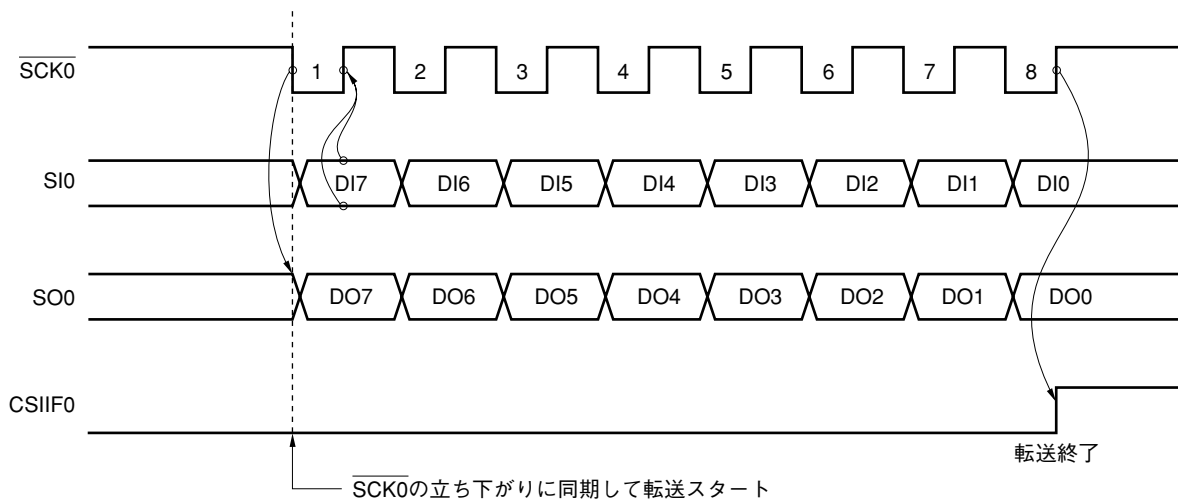 SCK0 1 2 3 4 5 6 7 8
SI0 DI7 DI6 DI5 DI4 DI3 DI2 DI1 DI0
SO0 DO7 DO6 DO5 DO4 DO3 DO2 DO1 DO0
CSIIF0
転送終了
SCK0の立ち下がりに同期して転送スタート